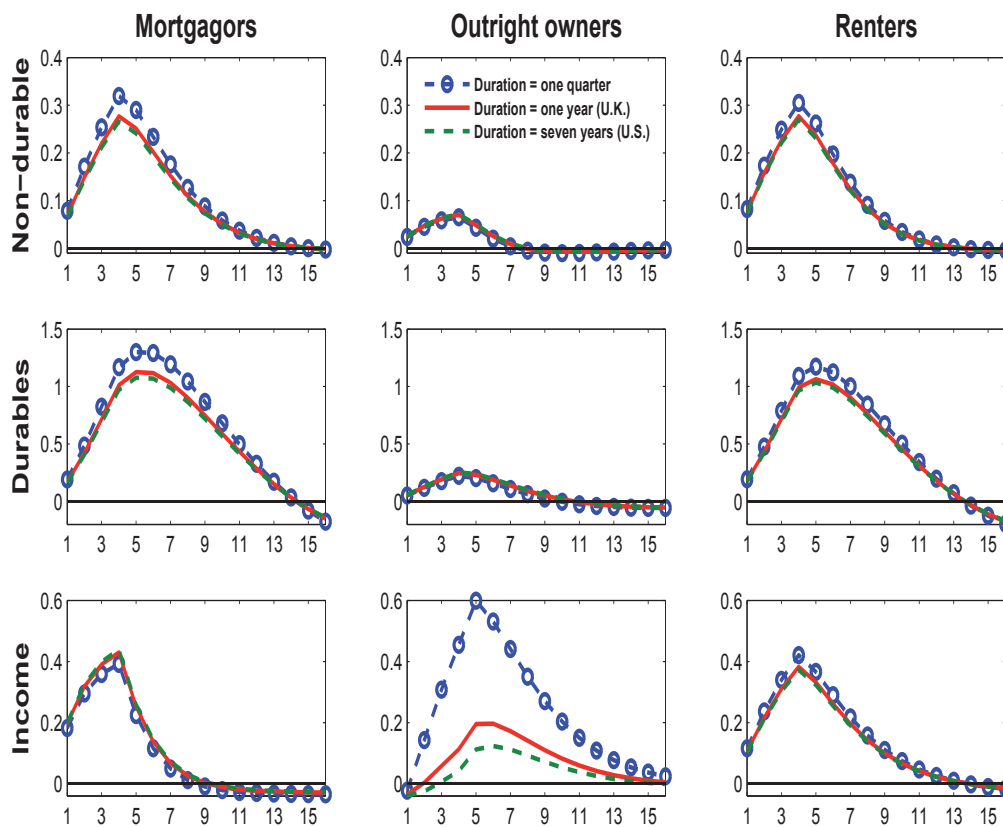 Mortgagors
Outright owners
Renters
Non-durable
0.4
0.3
0.2
0.1
0
1 3 5 7 9 11 13 15
0.4
0.3
0.2
0.1
0
Duration = one quarter
Duration = one year (U.K.)
Duration = seven years (U.S.)
1 3 5 7 9 11 13 15
0.4
0.3
0.2
0.1
0
1 3 5 7 9 11 13 15
Durables
1.5
1
0.5
0
1 3 5 7 9 11 13 15
1.5
1
0.5
0
1 3 5 7 9 11 13 15
1.5
1
0.5
0
1 3 5 7 9 11 13 15
Income
0.6
0.4
0.2
0
1 3 5 7 9 11 13 15
0.6
0.4
0.2
0
1 3 5 7 9 11 13 15
0.6
0.4
0.2
0
1 3 5 7 9 11 13 15